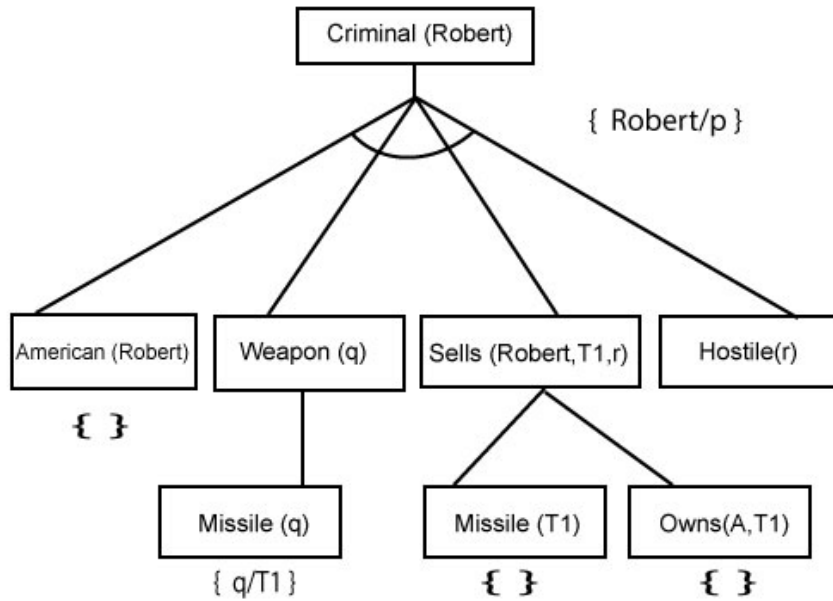 Criminal (Robert)
{ Robert/p }
American (Robert)
Weapon (q)
Sells (Robert,T1,r)
Hostile(r)
{ }
Missile (q)
Missile (T1)
Owns(A,T1)
{ q/T1 }
{ }
{ }